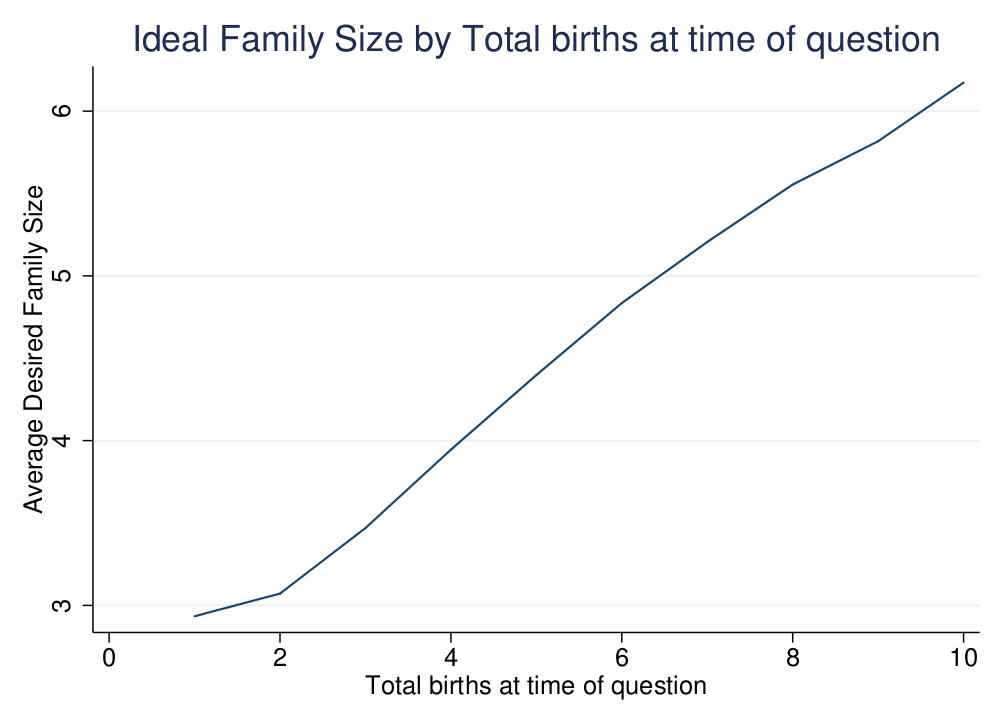 Ideal Family Size by Total births at time of question
Average Desired Family Size
6
5
4
3
0 2 4 6 8 10
Total births at time of question